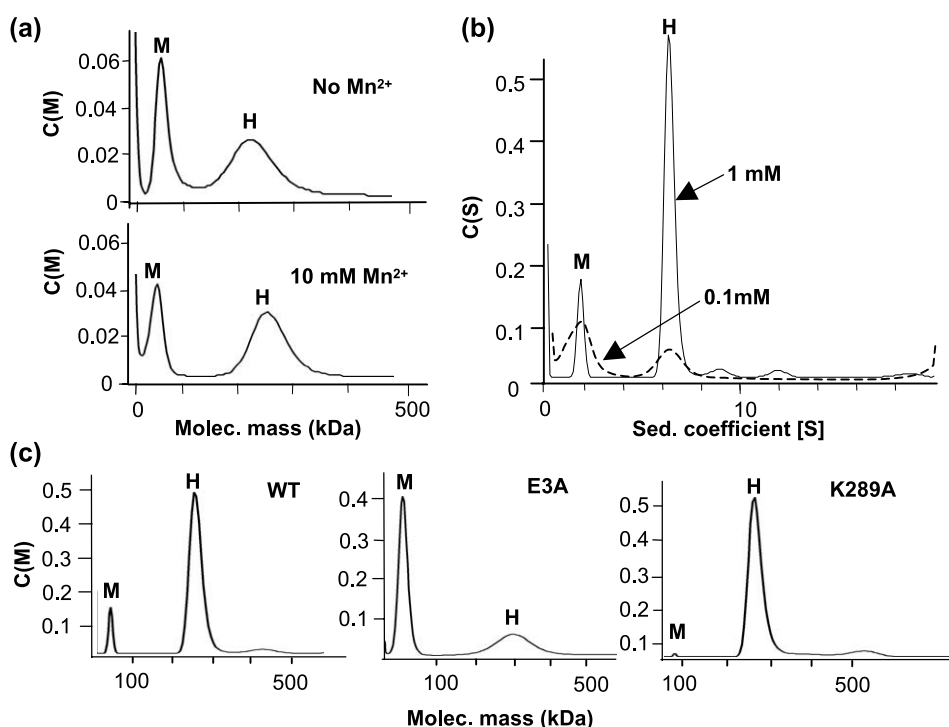 (a)
M
H
No Mn²⁺
C(M)
0.06
0.04
0.02
0
M
H
10 mM Mn²⁺
C(M)
0.06
0.04
0.02
0
0 500
Molec. mass (kDa)
(b)
H
M
1 mM
0.1mM
C(S)
0.5
0.4
0.3
0.2
0.1
0
0 10
Sed. coefficient [S]
(c)
WT
M
H
C(M)
0.5
0.4
0.3
0.2
0.1
100 500
E3A
M
H
0.4
0.3
0.2
0.1
100 500
K289A
M
H
0.5
0.4
0.3
0.2
0.1
100 500
Molec. mass (kDa)